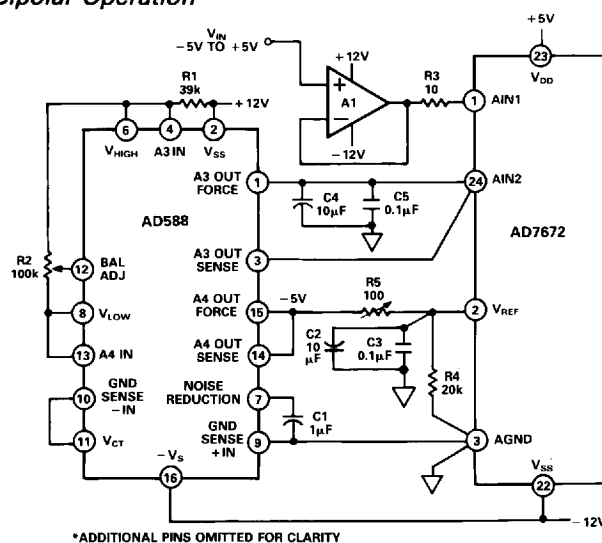 Bipolar Operation
VIN
−5V TO +5V
+12V
A1
+
−
−12V
R3
10
+5V
23
VDD
1
AIN1
R1
39k
+12V
6
VHIGH
4
A3 IN
2
VSS
A3 OUT
FORCE
1
C4
10µF
C5
0.1µF
24
AIN2
AD588
AD7672
A3 OUT
SENSE
3
R2
100k
12
BAL
ADJ
8
VLOW
13
A4 IN
A4 OUT
FORCE
15
−5V
R5
100
2
VREF
A4 OUT
SENSE
14
C2
10
µF
C3
0.1µF
R4
20k
10
GND
SENSE
−IN
NOISE
REDUCTION
7
C1
1µF
11
VCT
GND
SENSE
+IN
9
3
AGND
−VS
16
VSS
22
−12V
*ADDITIONAL PINS OMITTED FOR CLARITY